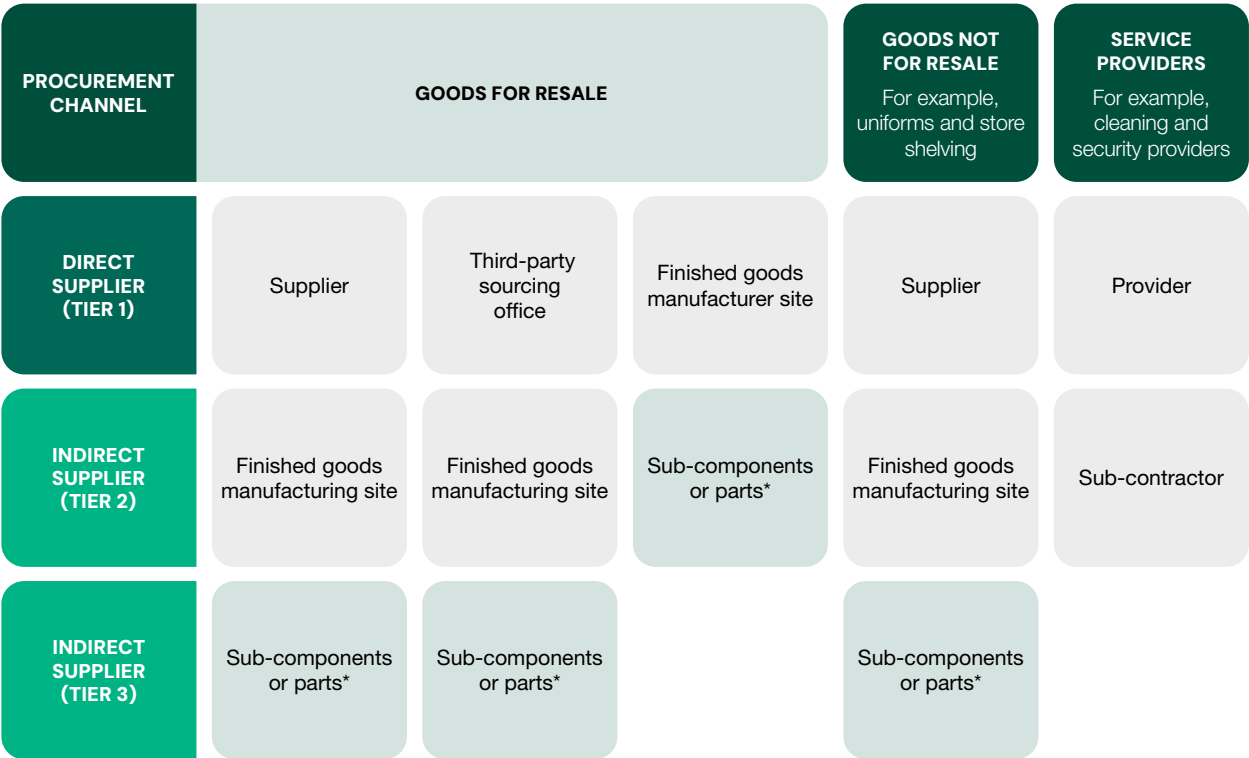 PROCUREMENT
CHANNEL
GOODS FOR RESALE
GOODS NOT
FOR RESALE
For example,
uniforms and store
shelving
SERVICE
PROVIDERS
For example,
cleaning and
security providers
DIRECT
SUPPLIER
(TIER 1)
Supplier
Third-party
sourcing
office
Finished goods
manufacturer site
Supplier
Provider
INDIRECT
SUPPLIER
(TIER 2)
Finished goods
manufacturing site
Finished goods
manufacturing site
Sub-components
or parts*
Finished goods
manufacturing site
Sub-contractor
INDIRECT
SUPPLIER
(TIER 3)
Sub-components
or parts*
Sub-components
or parts*
Sub-components
or parts*